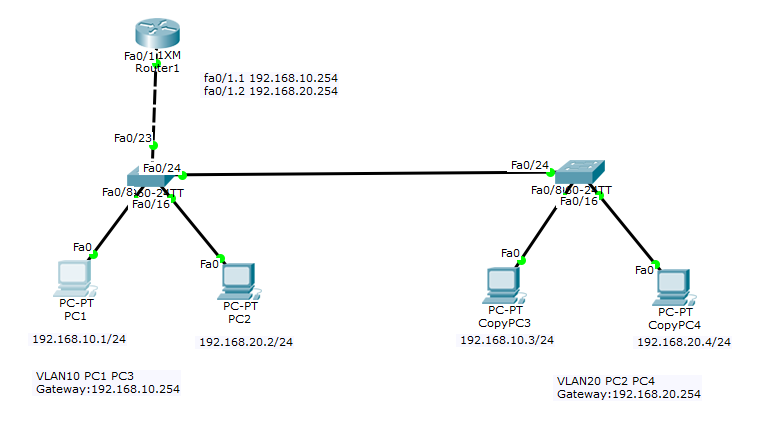 Fa0/1 1XM
Router1
fa0/1.1 192.168.10.254
fa0/1.2 192.168.20.254
Fa0/23
Fa0/24
Fa0/24
Fa0/8 60-24TT
Fa0/16
Fa0/8 60-24TT
Fa0/16
Fa0
Fa0
Fa0
Fa0
PC-PT
PC1
PC-PT
PC2
PC-PT
CopyPC3
PC-PT
CopyPC4
192.168.10.1/24
192.168.20.2/24
192.168.10.3/24
192.168.20.4/24
VLAN10 PC1 PC3
Gateway:192.168.10.254
VLAN20 PC2 PC4
Gateway:192.168.20.254